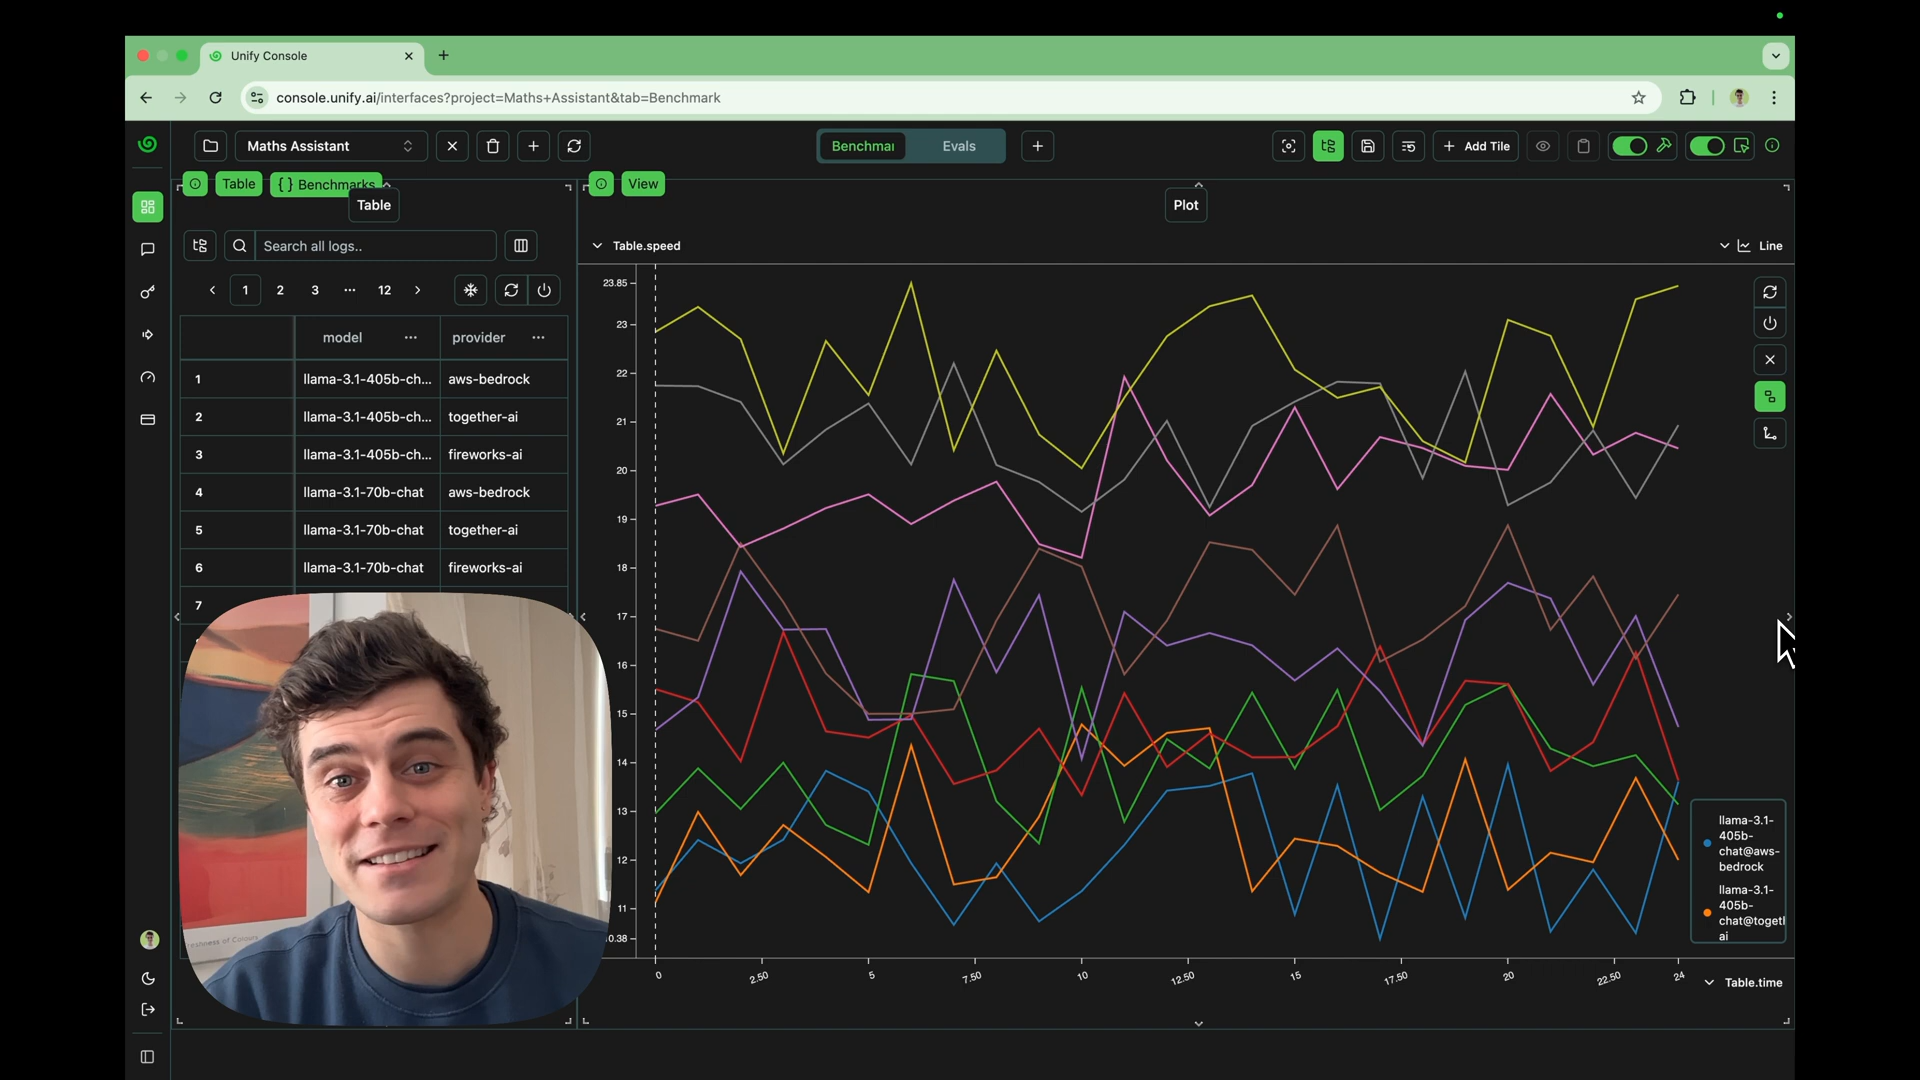 Unify Console
console.unify.ai/interfaces?project=Maths+Assistant&tab=Benchmark
Maths Assistant
Benchmar
Evals
Add Tile
Table
{ } Benchmarks
Table
View
Plot
Search all logs..
Table.speed
Line
1 2 3 ... 12
model ... provider ...
1 llama-3.1-405b-ch... aws-bedrock
2 llama-3.1-405b-ch... together-ai
3 llama-3.1-405b-ch... fireworks-ai
4 llama-3.1-70b-chat aws-bedrock
5 llama-3.1-70b-chat together-ai
6 llama-3.1-70b-chat fireworks-ai
7
23.85
23
22
21
20
19
18
17
16
15
14
13
12
11
0.38
0 2.50 5 7.50 10 12.50 15 17.50 20 22.50 24
Table.time
llama-3.1-
405b-
chat@aws-
bedrock
llama-3.1-
405b-
chat@togeth
ai